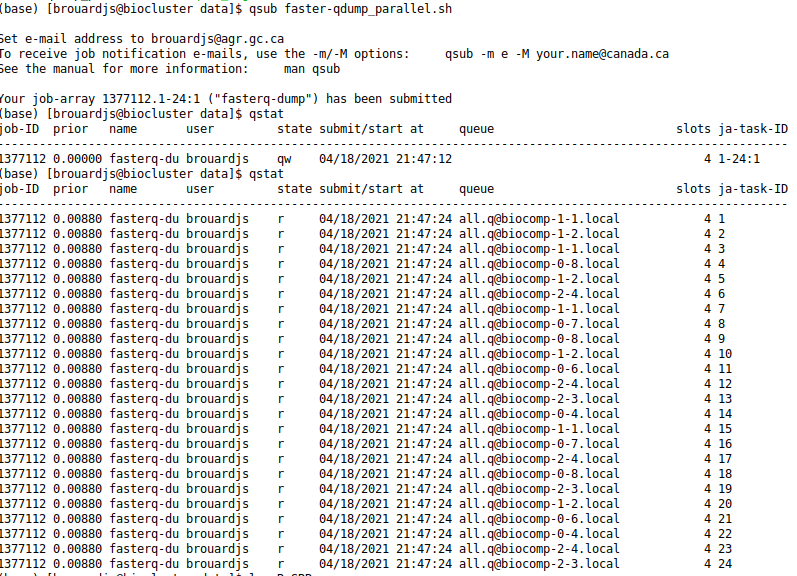 (base) [brouardjs@biocluster data]$ qsub faster-qdump_parallel.sh
Set e-mail address to brouardjs@agr.gc.ca
To receive job notification e-mails, use the -m/-M options:     qsub -m e -M your.name@canada.ca
See the manual for more information:     man qsub
Your job-array 1377112.1-24:1 ("fasterq-dump") has been submitted
(base) [brouardjs@biocluster data]$ qstat
job-ID  prior   name       user         state submit/start at     queue                          slots ja-task-ID
-----------------------------------------------------------------------------------------------------------------
1377112 0.00000 fasterq-du brouardjs    qw    04/18/2021 21:47:12                                    4 1-24:1
(base) [brouardjs@biocluster data]$ qstat
job-ID  prior   name       user         state submit/start at     queue                          slots ja-task-ID
-----------------------------------------------------------------------------------------------------------------
1377112 0.00880 fasterq-du brouardjs    r     04/18/2021 21:47:24 all.q@biocomp-1-1.local            4 1
1377112 0.00880 fasterq-du brouardjs    r     04/18/2021 21:47:24 all.q@biocomp-1-2.local            4 2
1377112 0.00880 fasterq-du brouardjs    r     04/18/2021 21:47:24 all.q@biocomp-1-1.local            4 3
1377112 0.00880 fasterq-du brouardjs    r     04/18/2021 21:47:24 all.q@biocomp-0-8.local            4 4
1377112 0.00880 fasterq-du brouardjs    r     04/18/2021 21:47:24 all.q@biocomp-1-2.local            4 5
1377112 0.00880 fasterq-du brouardjs    r     04/18/2021 21:47:24 all.q@biocomp-2-4.local            4 6
1377112 0.00880 fasterq-du brouardjs    r     04/18/2021 21:47:24 all.q@biocomp-1-1.local            4 7
1377112 0.00880 fasterq-du brouardjs    r     04/18/2021 21:47:24 all.q@biocomp-0-7.local            4 8
1377112 0.00880 fasterq-du brouardjs    r     04/18/2021 21:47:24 all.q@biocomp-0-8.local            4 9
1377112 0.00880 fasterq-du brouardjs    r     04/18/2021 21:47:24 all.q@biocomp-1-2.local            4 10
1377112 0.00880 fasterq-du brouardjs    r     04/18/2021 21:47:24 all.q@biocomp-0-6.local            4 11
1377112 0.00880 fasterq-du brouardjs    r     04/18/2021 21:47:24 all.q@biocomp-2-4.local            4 12
1377112 0.00880 fasterq-du brouardjs    r     04/18/2021 21:47:24 all.q@biocomp-2-3.local            4 13
1377112 0.00880 fasterq-du brouardjs    r     04/18/2021 21:47:24 all.q@biocomp-0-4.local            4 14
1377112 0.00880 fasterq-du brouardjs    r     04/18/2021 21:47:24 all.q@biocomp-1-1.local            4 15
1377112 0.00880 fasterq-du brouardjs    r     04/18/2021 21:47:24 all.q@biocomp-0-7.local            4 16
1377112 0.00880 fasterq-du brouardjs    r     04/18/2021 21:47:24 all.q@biocomp-2-4.local            4 17
1377112 0.00880 fasterq-du brouardjs    r     04/18/2021 21:47:24 all.q@biocomp-0-8.local            4 18
1377112 0.00880 fasterq-du brouardjs    r     04/18/2021 21:47:24 all.q@biocomp-2-3.local            4 19
1377112 0.00880 fasterq-du brouardjs    r     04/18/2021 21:47:24 all.q@biocomp-1-2.local            4 20
1377112 0.00880 fasterq-du brouardjs    r     04/18/2021 21:47:24 all.q@biocomp-0-6.local            4 21
1377112 0.00880 fasterq-du brouardjs    r     04/18/2021 21:47:24 all.q@biocomp-0-4.local            4 22
1377112 0.00880 fasterq-du brouardjs    r     04/18/2021 21:47:24 all.q@biocomp-2-4.local            4 23
1377112 0.00880 fasterq-du brouardjs    r     04/18/2021 21:47:24 all.q@biocomp-2-3.local            4 24